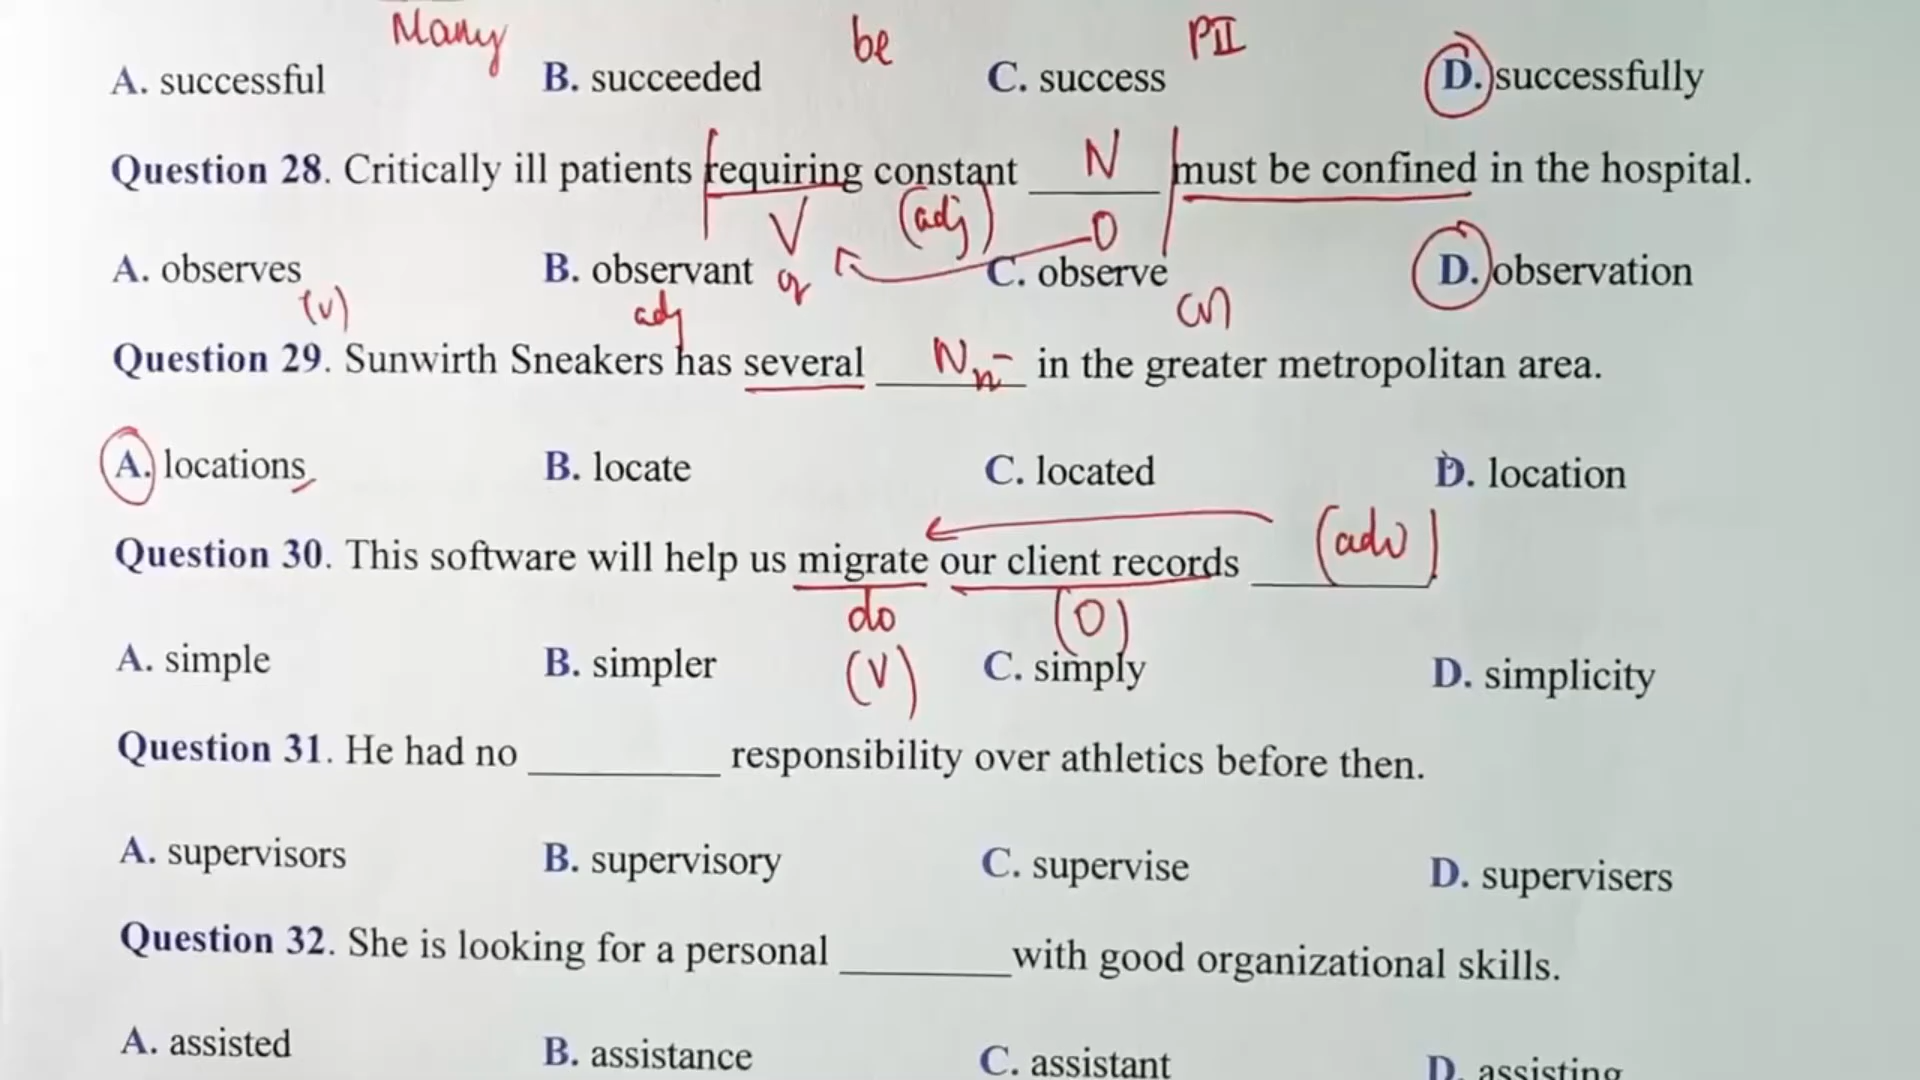 Many be PII
A. successful B. succeeded C. success D. successfully
Question 28. Critically ill patients requiring constant N must be confined in the hospital.
V (adj) O
A. observes B. observant C. observe D. observation
(v) adj (v)
Question 29. Sunwirth Sneakers has several N in the greater metropolitan area.
A. locations B. locate C. located D. location
Question 30. This software will help us migrate our client records (adv)
do (O)
(V)
A. simple B. simpler C. simply D. simplicity
Question 31. He had no responsibility over athletics before then.
A. supervisors B. supervisory C. supervise D. supervisers
Question 32. She is looking for a personal with good organizational skills.
A. assisted B. assistance C. assistant D. assisting